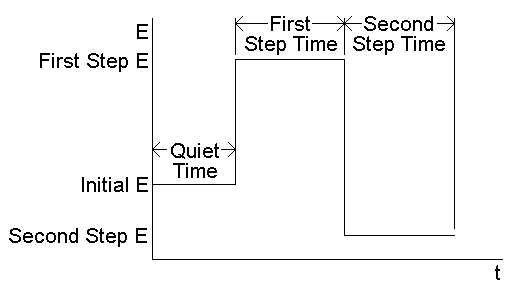 E
First
Step Time
Second
Step Time
First Step E
Quiet
Time
Initial E
Second Step E
t